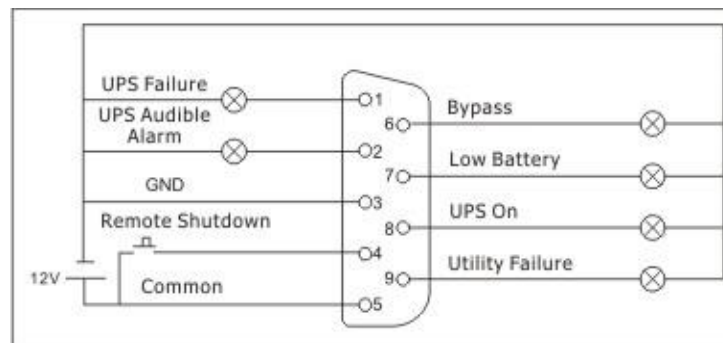 UPS Failure
1
UPS Audible
Alarm
2
GND
3
Remote Shutdown
4
12V
Common
5
6
Bypass
7
Low Battery
8
UPS On
9
Utility Failure